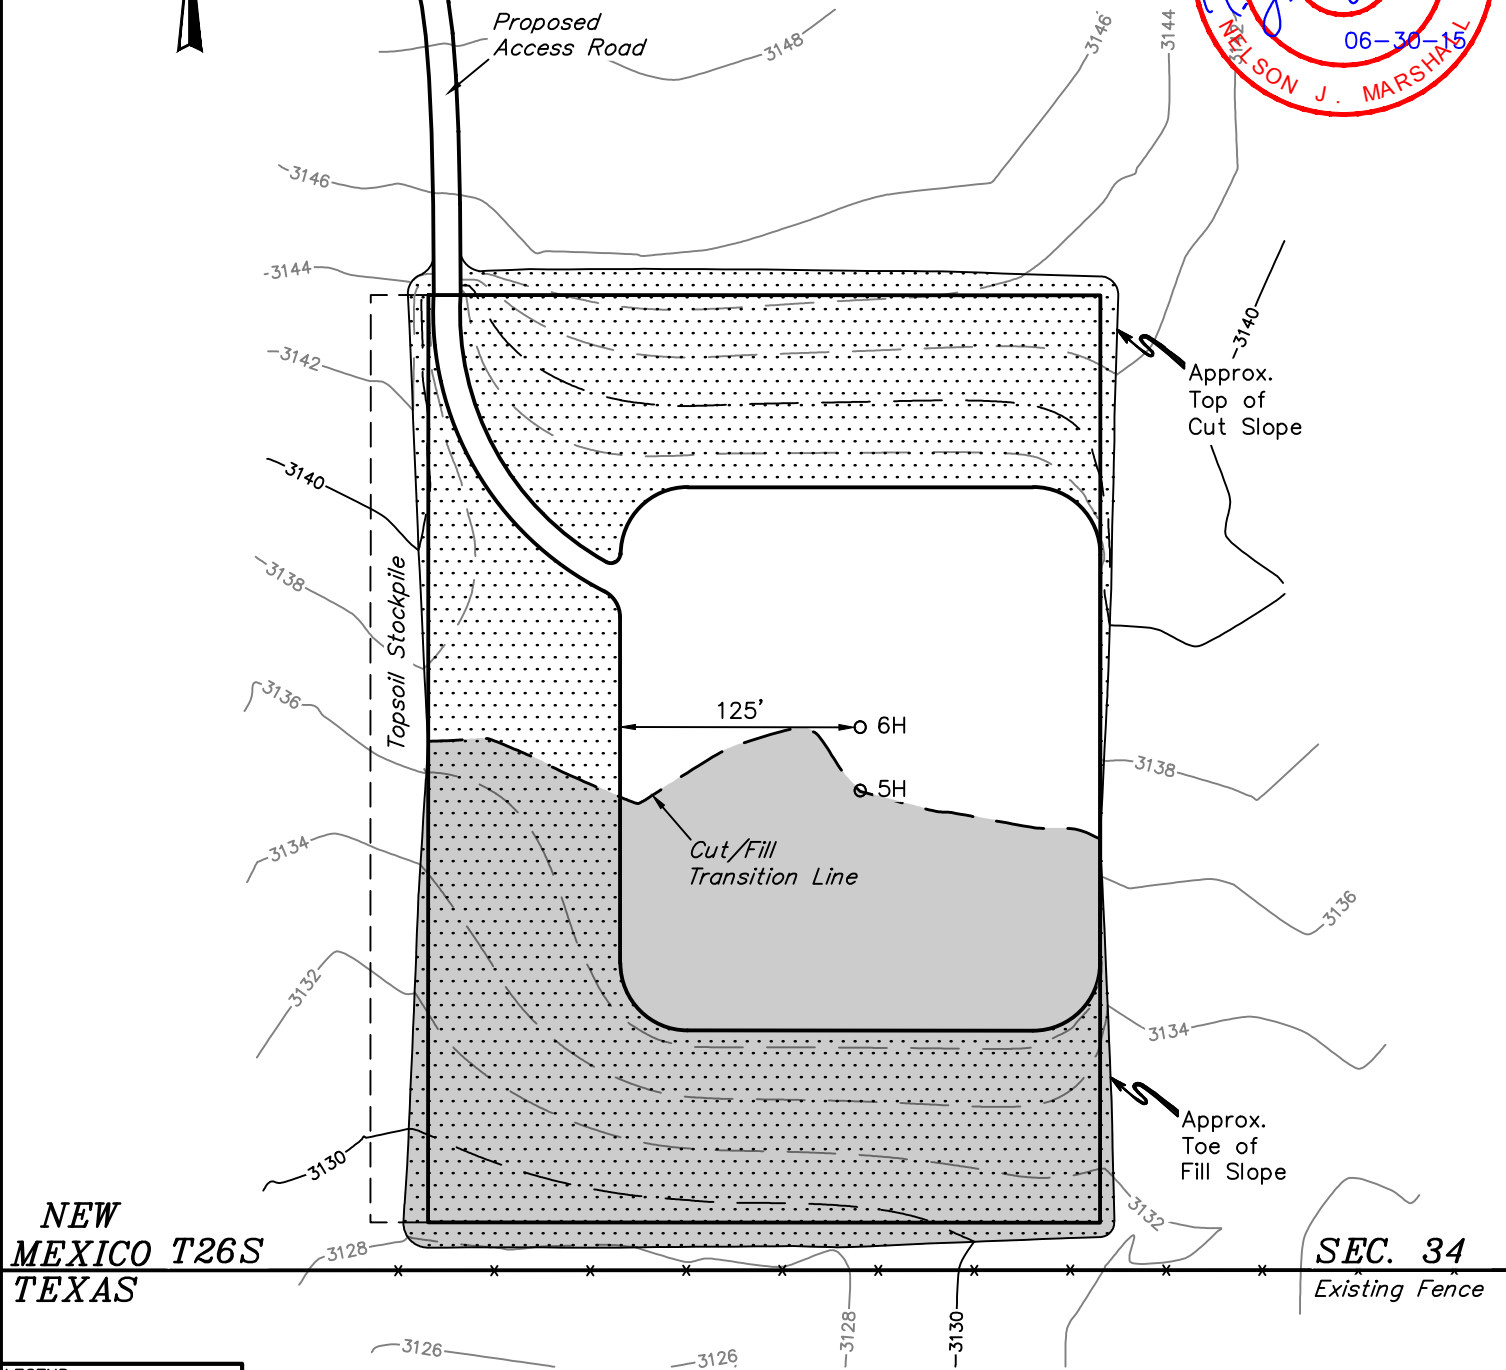 Proposed
Access Road
3148
3146
3144
06-30-15
NELSON J. MARSHALL
3146
3144
3142
3140
3140
Approx.
Top of
Cut Slope
3138
Topsoil Stockpile
3136
125'
6H
5H
3138
Cut/Fill
Transition Line
3134
3136
3132
3134
Approx.
Toe of
Fill Slope
3130
3132
NEW
MEXICO T26S
TEXAS
3128
SEC. 34
Existing Fence
3128
3130
3126
3126